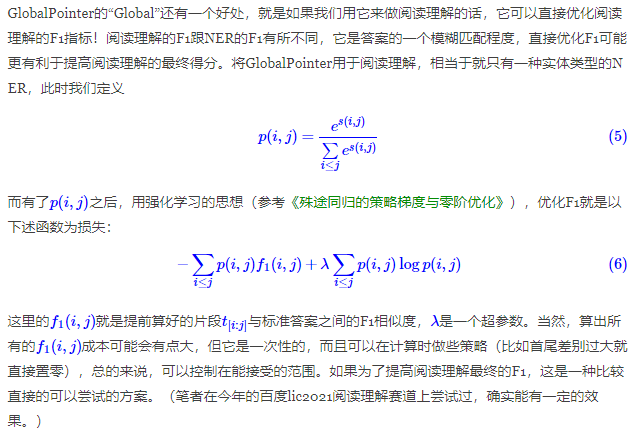 GlobalPointer的“Global”还有一个好处，就是如果我们用它来做阅读理解的话，它可以直接优化阅读
理解的F1指标！阅读理解的F1跟NER的F1有所不同，它是答案的一个模糊匹配程度，直接优化F1可能
更有利于提高阅读理解的最终得分。将GlobalPointer用于阅读理解，相当于就只有一种实体类型的N
ER，此时我们定义
p(i, j) = e^{s(i,j)} / ∑_{i≤j} e^{s(i,j)} (5)
而有了p(i, j)之后，用强化学习的思想（参考《殊途同归的策略梯度与零阶优化》），优化F1就是以
下述函数为损失：
− ∑_{i≤j} p(i, j)f₁(i, j) + λ ∑_{i≤j} p(i, j) log p(i, j) (6)
这里的f₁(i, j)就是提前算好的片段t_{[i:j]}与标准答案之间的F1相似度，λ是一个超参数。当然，算出所
有的f₁(i, j)成本可能会有点大，但它是一次性的，而且可以在计算时做些策略（比如首尾差别过大就
直接置零），总的来说，可以控制在能接受的范围。如果为了提高阅读理解最终的F1，这是一种比较
直接的可以尝试的方案。（笔者在今年的百度lic2021阅读理解赛道上尝试过，确实能有一定的效
果。）